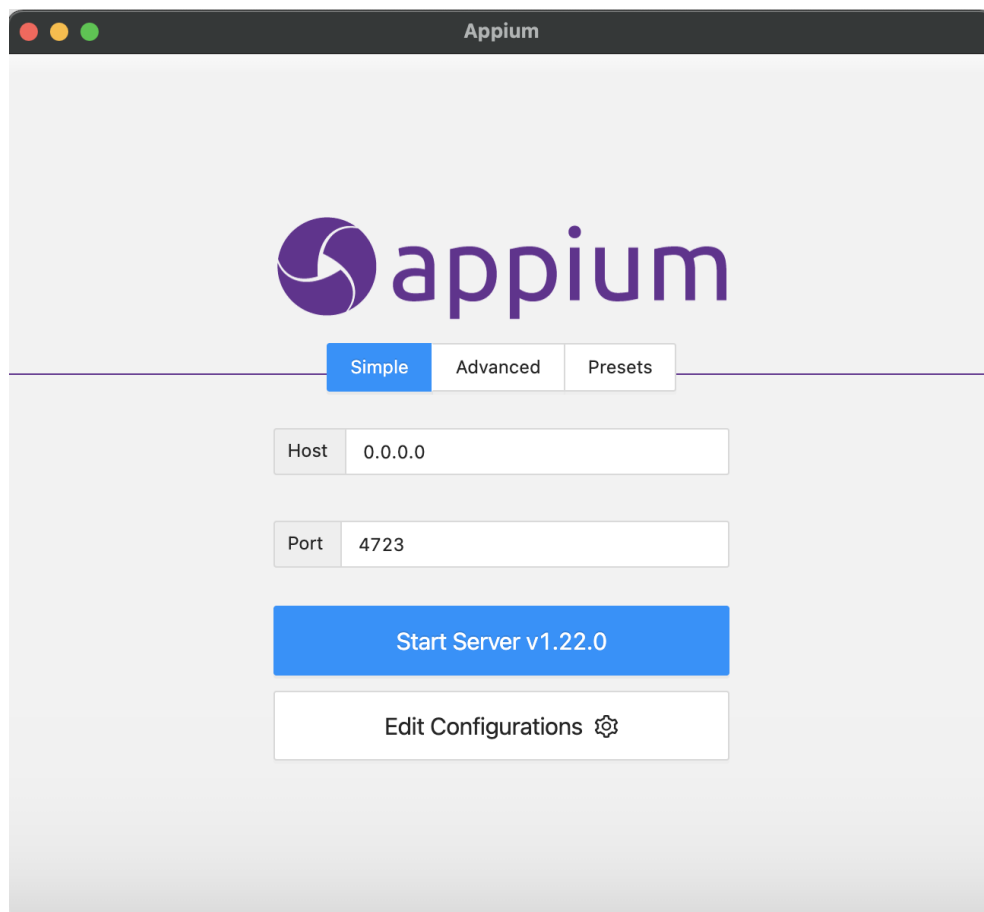 Appium
appium
Simple Advanced Presets
Host 0.0.0.0
Port 4723
Start Server v1.22.0
Edit Configurations